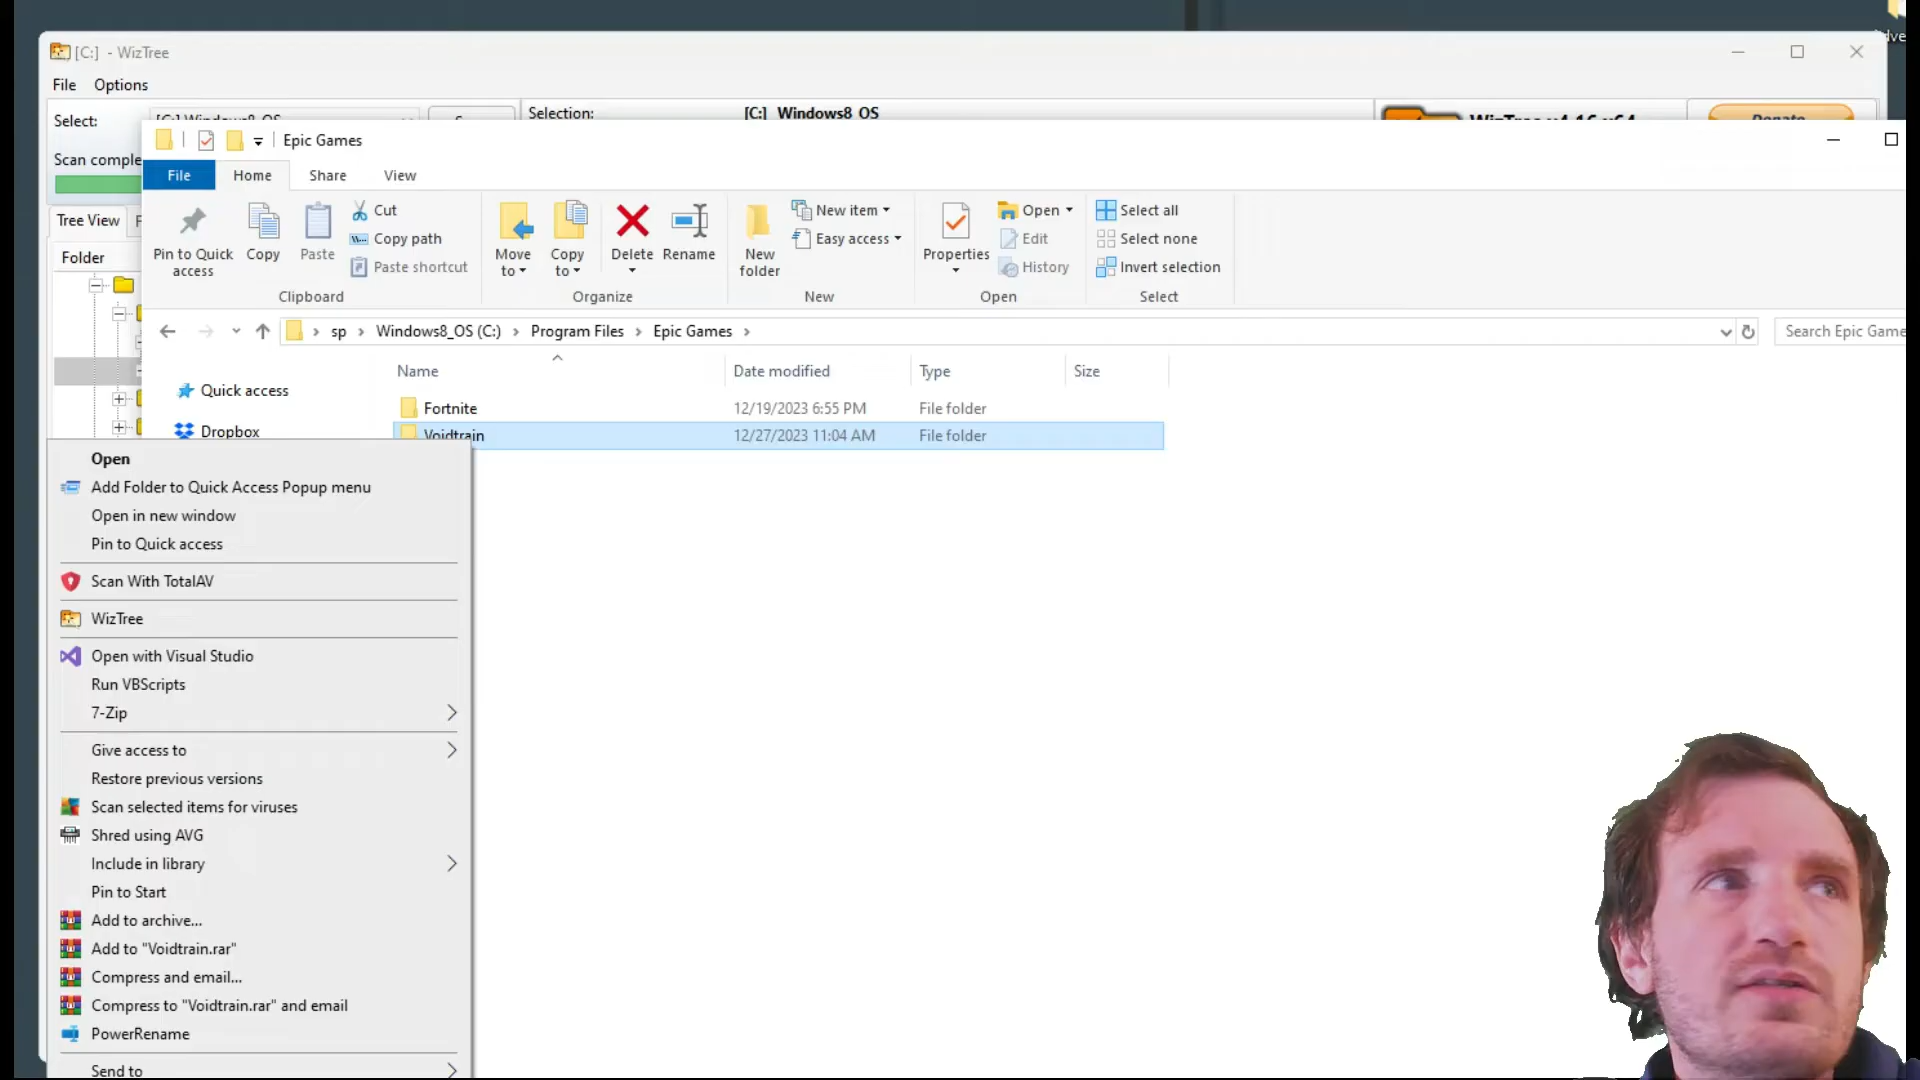 [C:] - WizTree
dve
File Options
Select: [C:] Windows8_OS
Selection: [C:] Windows8_OS
WizTree v4.16 x64
Donate
Epic Games
Scan comple
File Home Share View
Tree View F
Folder
Pin to Quick access
Copy
Paste
Cut
Copy path
Paste shortcut
Clipboard
Move to
Copy to
Delete
Rename
Organize
New folder
New item
Easy access
New
Properties
Open
Edit
History
Open
Select all
Select none
Invert selection
Select
sp Windows8_OS (C:) Program Files Epic Games
Search Epic Game
Name Date modified Type Size
Quick access
Fortnite 12/19/2023 6:55 PM File folder
Dropbox
Voidtrain 12/27/2023 11:04 AM File folder
Open
Add Folder to Quick Access Popup menu
Open in new window
Pin to Quick access
Scan With TotalAV
WizTree
Open with Visual Studio
Run VBScripts
7-Zip
Give access to
Restore previous versions
Scan selected items for viruses
Shred using AVG
Include in library
Pin to Start
Add to archive...
Add to "Voidtrain.rar"
Compress and email...
Compress to "Voidtrain.rar" and email
PowerRename
Send to